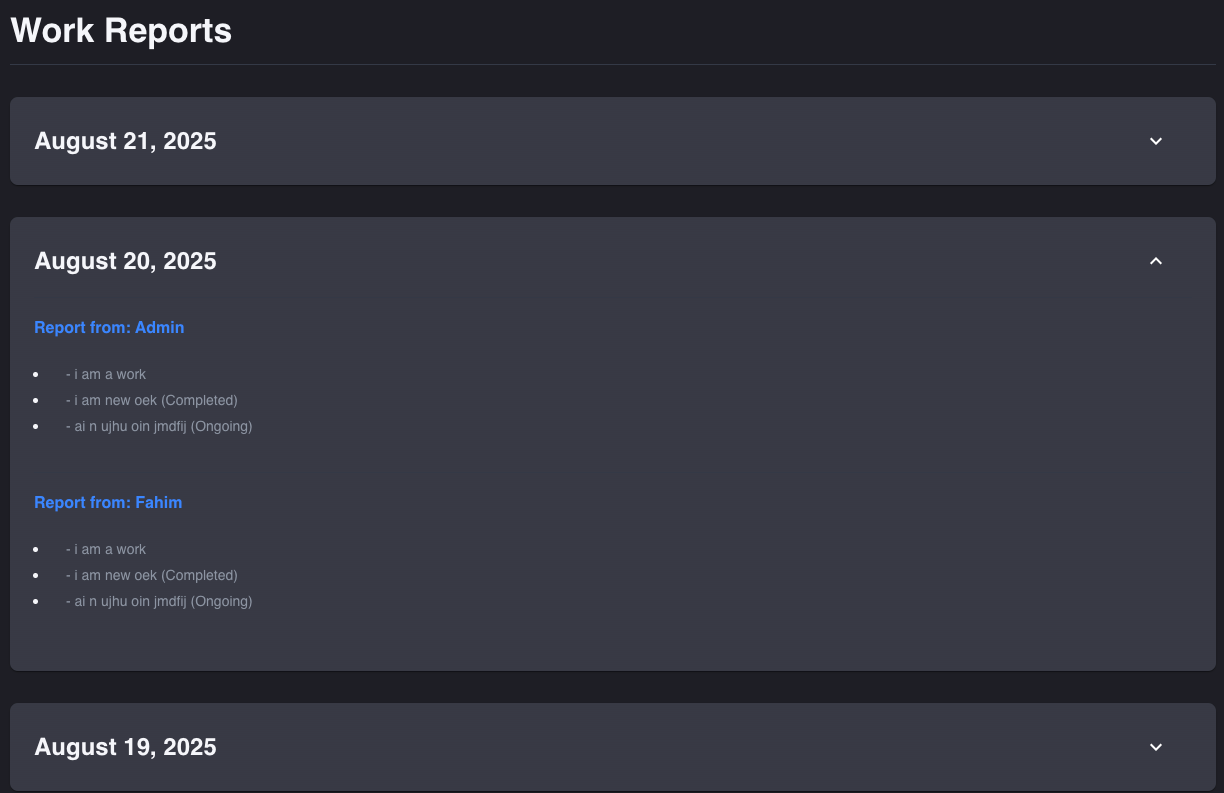 Work Reports
August 21, 2025
August 20, 2025
Report from: Admin
- i am a work
- i am new oek (Completed)
- ai n ujhu oin jmdfij (Ongoing)
Report from: Fahim
- i am a work
- i am new oek (Completed)
- ai n ujhu oin jmdfij (Ongoing)
August 19, 2025